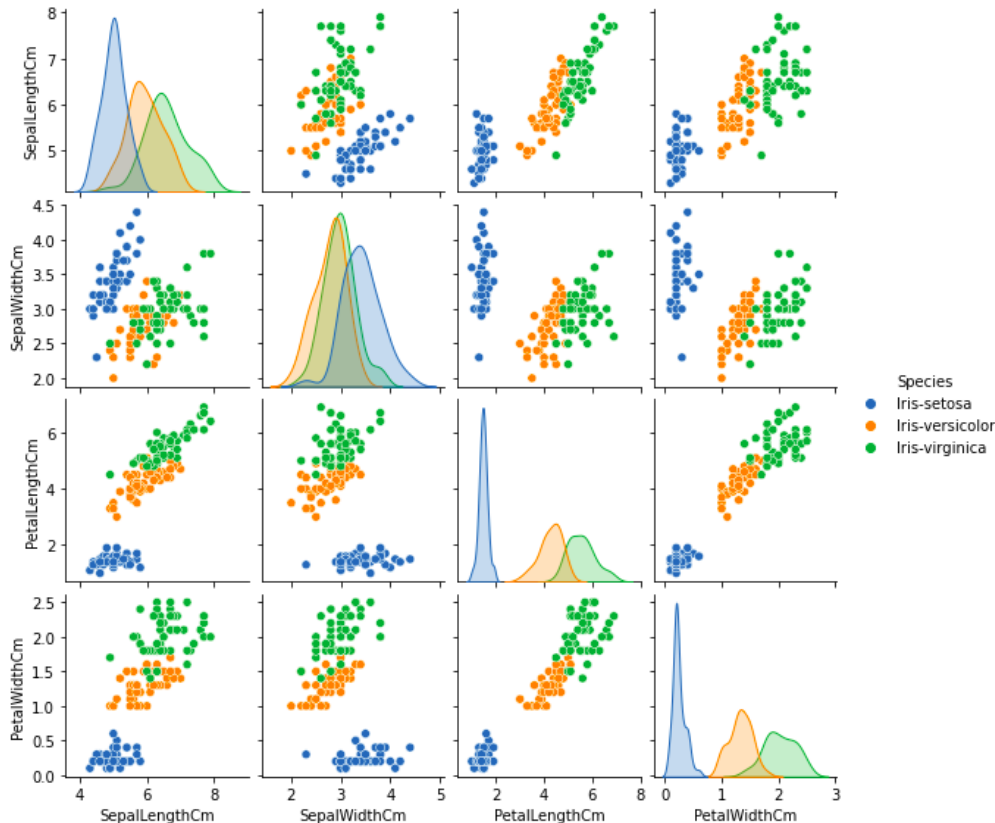 8
7
6
5
SepalLengthCm
4.5
4.0
3.5
3.0
2.5
2.0
SepalWidthCm
Species
Iris-setosa
Iris-versicolor
Iris-virginica
6
4
2
PetalLengthCm
2.5
2.0
1.5
1.0
0.5
0.0
PetalWidthCm
4 6 8 2 3 4 5 0 2 4 6 8 0 1 2 3
SepalLengthCm SepalWidthCm PetalLengthCm PetalWidthCm